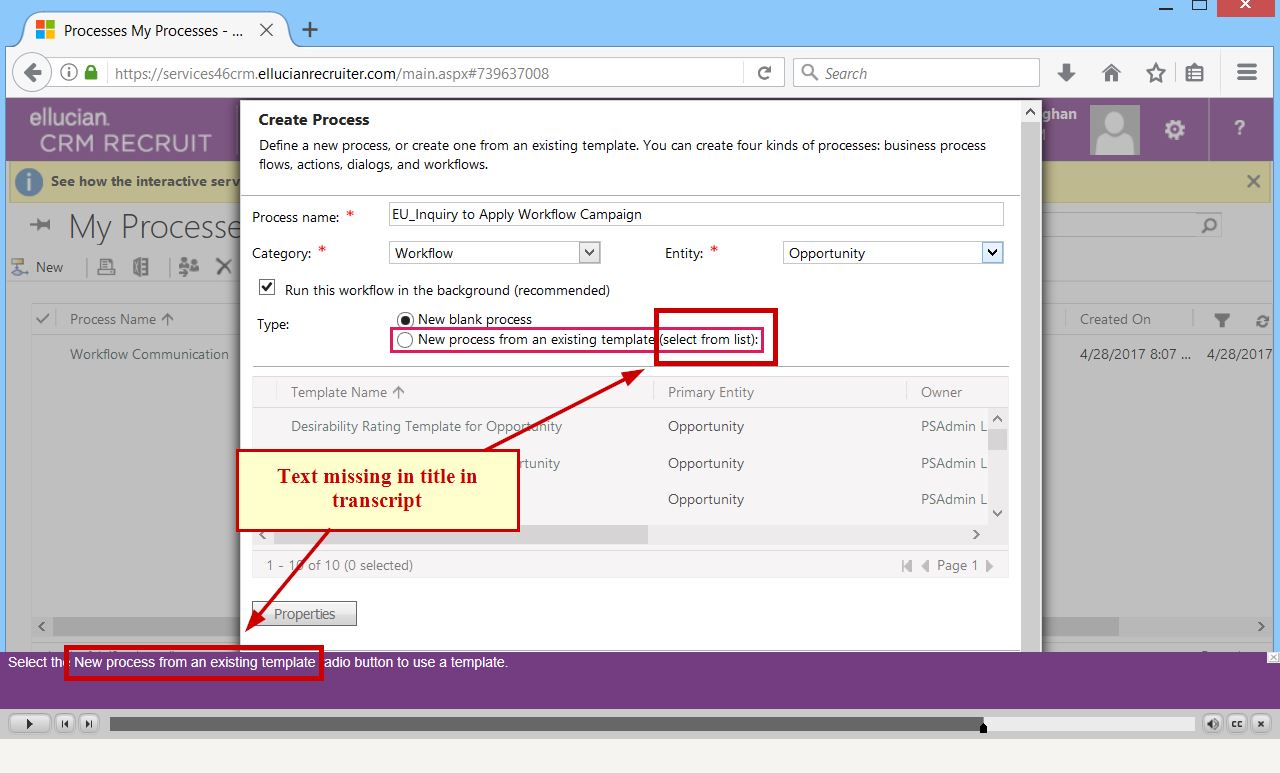 Processes My Processes - ...
https://services46crm.ellucianrecruiter.com/main.aspx#739637008
Search
ellucian.
CRM RECRUIT
ghan
?
See how the interactive serv
My Processe
New
Process Name
Created On
Workflow Communication
4/28/2017 8:07 ...
4/28/2017
Create Process
Define a new process, or create one from an existing template. You can create four kinds of processes: business process
flows, actions, dialogs, and workflows.
Process name: *
EU_Inquiry to Apply Workflow Campaign
Category: *
Workflow
Entity: *
Opportunity
Run this workflow in the background (recommended)
Type:
New blank process
New process from an existing template (select from list):
Template Name
Primary Entity
Owner
Desirability Rating Template for Opportunity
Opportunity
PSAdmin L
rtunity
Opportunity
PSAdmin L
Opportunity
PSAdmin L
Text missing in title in
transcript
1 - 10 of 10 (0 selected)
Page 1
Properties
Select the New process from an existing template radio button to use a template.
CC